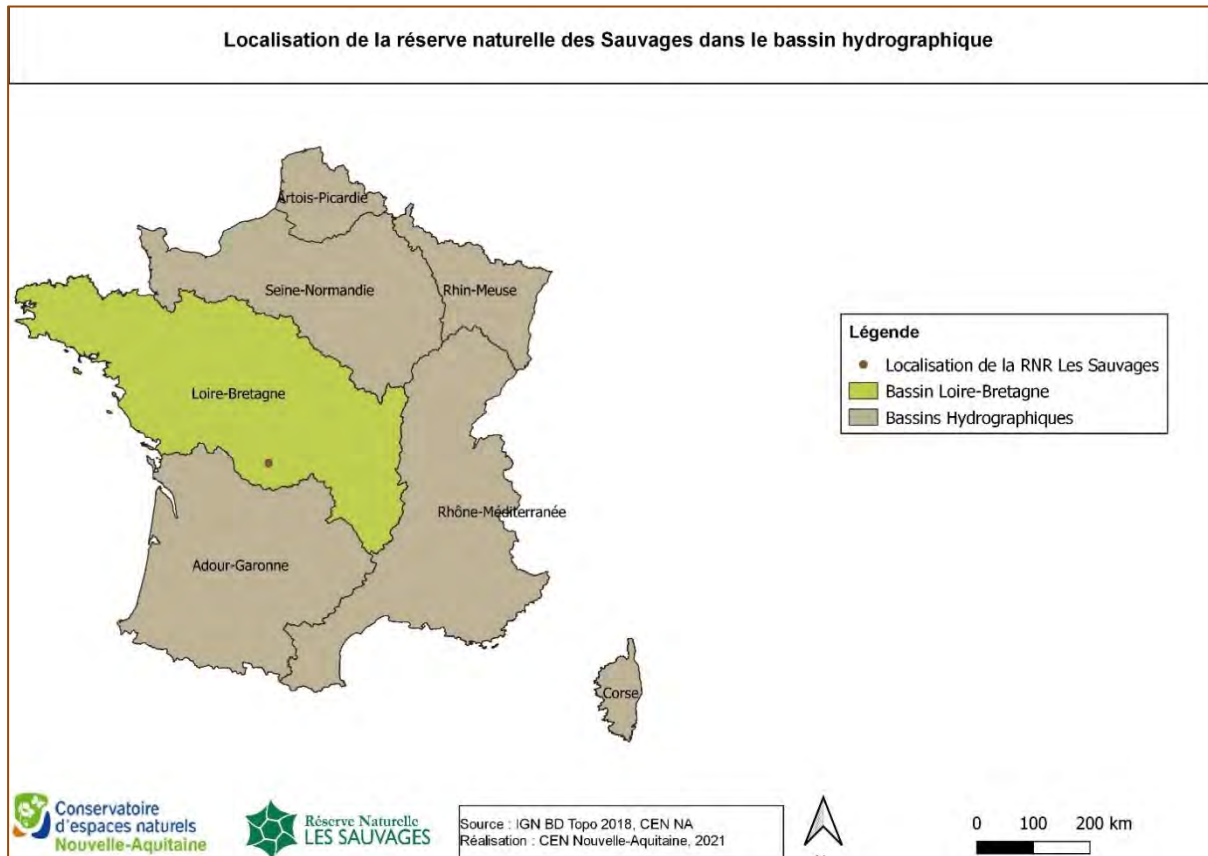 Localisation de la réserve naturelle des Sauvages dans le bassin hydrographique
Artois-Picardie
Seine-Normandie
Rhin-Meuse
Loire-Bretagne
Rhône-Méditerranée
Adour-Garonne
Corse
Légende
Localisation de la RNR Les Sauvages
Bassin Loire-Bretagne
Bassins Hydrographiques
Conservatoire
d'espaces naturels
Nouvelle-Aquitaine
Réserve Naturelle
LES SAUVAGES
Source : IGN BD Topo 2018, CEN NA
Réalisation : CEN Nouvelle-Aquitaine, 2021
0 100 200 km